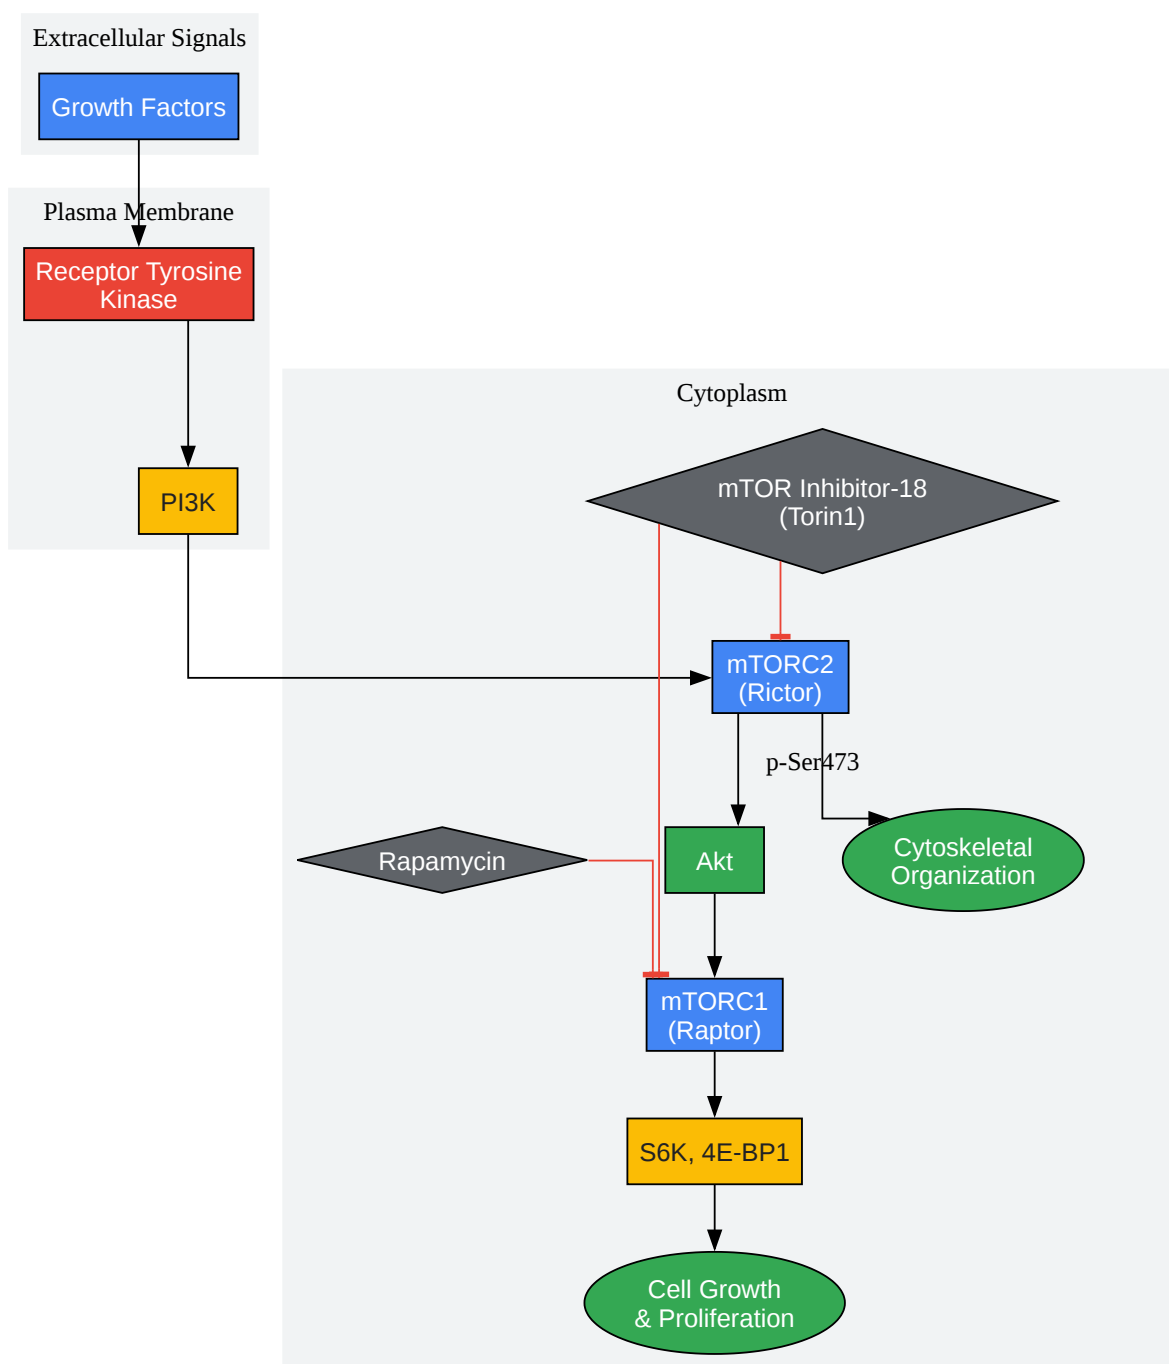 Extracellular Signals
Growth Factors
Plasma Membrane
Receptor Tyrosine
Kinase
PI3K
Cytoplasm
mTOR Inhibitor-18
(Torin1)
mTORC2
(Rictor)
p-Ser473
Rapamycin
Akt
Cytoskeletal
Organization
mTORC1
(Raptor)
S6K, 4E-BP1
Cell Growth
& Proliferation